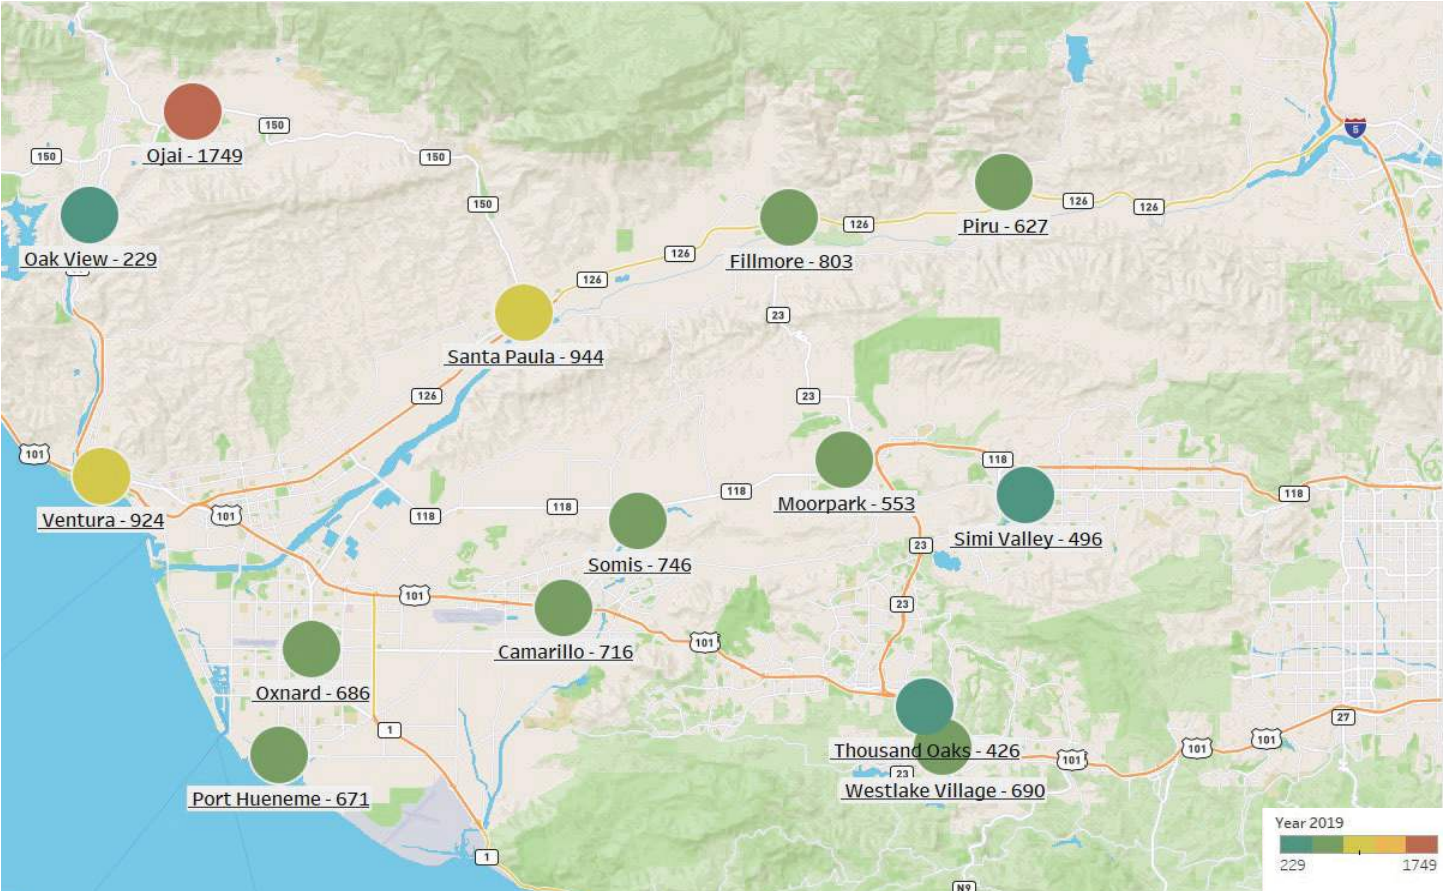 5
150
Ojai - 1749
150
150
150
Oak View - 229
126
126
Piru - 627
126
Fillmore - 803
126
126
23
Santa Paula - 944
126
23
101
118
Moorpark - 553
118
118
Ventura - 924
101
118
118
Simi Valley - 496
Somis - 746
23
101
23
Camarillo - 716
101
Oxnard - 686
27
1
101
101
Thousand Oaks - 426
101
23
Westlake Village - 690
Port Hueneme - 671
Year 2019
229
1749
1
N9